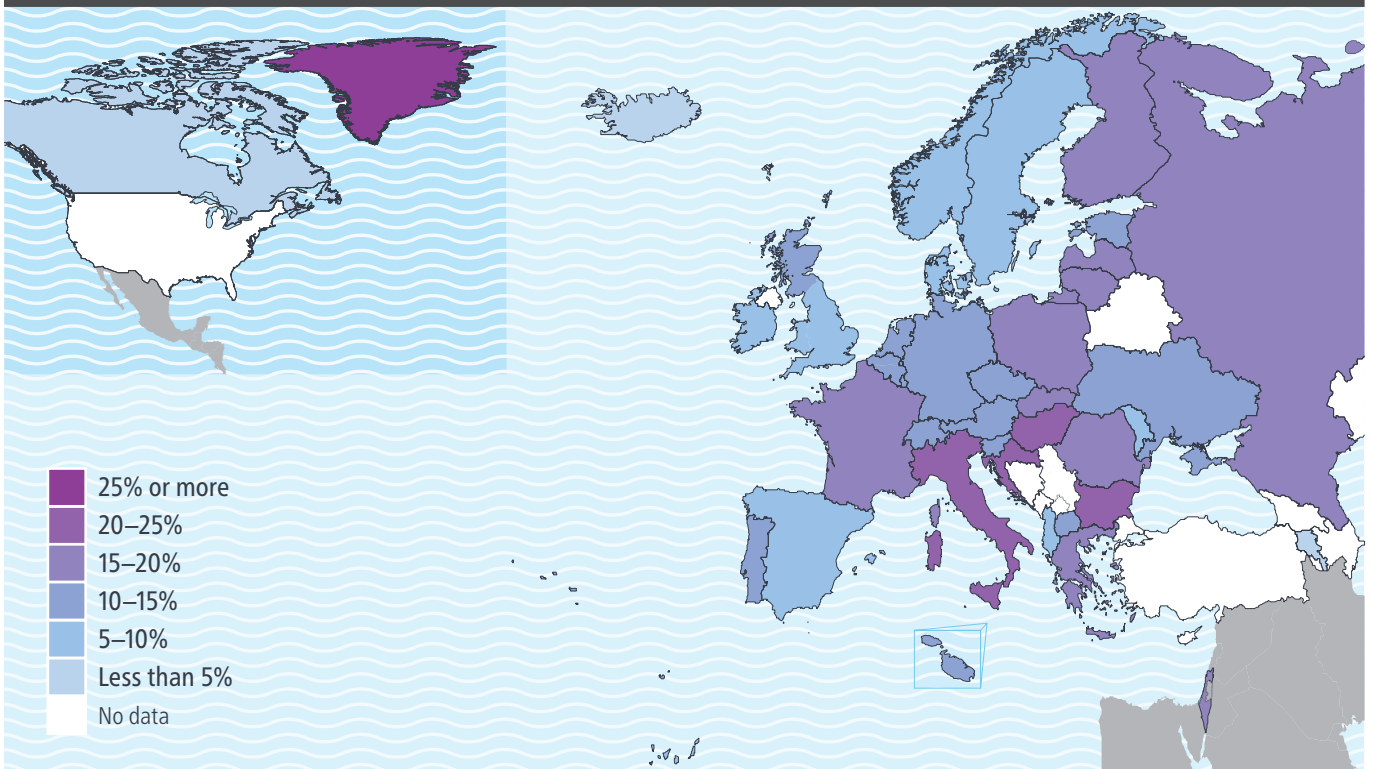 25% or more
20–25%
15–20%
10–15%
5–10%
Less than 5%
No data